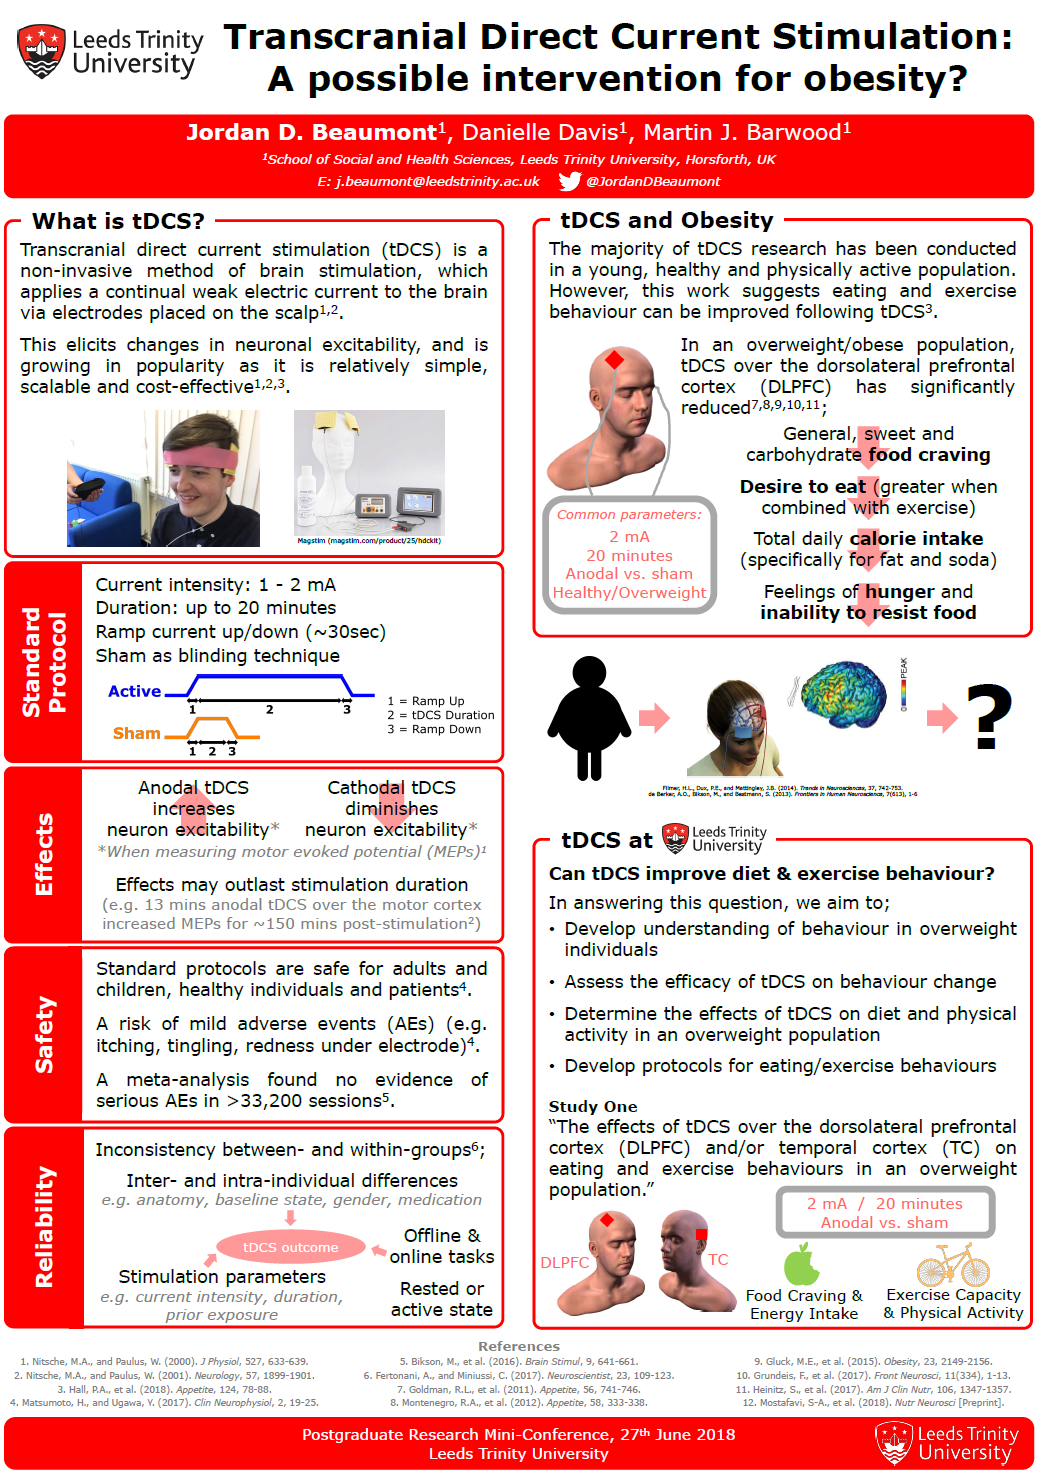 Leeds Trinity
University
Transcranial Direct Current Stimulation:
A possible intervention for obesity?
Jordan D. Beaumont¹, Danielle Davis¹, Martin J. Barwood¹
¹School of Social and Health Sciences, Leeds Trinity University, Horsforth, UK
E: j.beaumont@leedstrinity.ac.uk @JordanDBeaumont
What is tDCS?
Transcranial direct current stimulation (tDCS) is a
non-invasive method of brain stimulation, which
applies a continual weak electric current to the brain
via electrodes placed on the scalp¹,².
This elicits changes in neuronal excitability, and is
growing in popularity as it is relatively simple,
scalable and cost-effective¹,²,³.
Magstim (magstim.com/product/25/hdckit)
Standard
Protocol
Current intensity: 1 - 2 mA
Duration: up to 20 minutes
Ramp current up/down (~30sec)
Sham as blinding technique
Active
1 2 3
Sham
1 2 3
1 = Ramp Up
2 = tDCS Duration
3 = Ramp Down
Effects
Anodal tDCS
increases
neuron excitability*
Cathodal tDCS
diminishes
neuron excitability*
*When measuring motor evoked potential (MEPs)¹
Effects may outlast stimulation duration
(e.g. 13 mins anodal tDCS over the motor cortex
increased MEPs for ~150 mins post-stimulation²)
Safety
Standard protocols are safe for adults and
children, healthy individuals and patients⁴.
A risk of mild adverse events (AEs) (e.g.
itching, tingling, redness under electrode)⁴.
A meta-analysis found no evidence of
serious AEs in >33,200 sessions⁵.
Reliability
Inconsistency between- and within-groups⁶;
Inter- and intra-individual differences
e.g. anatomy, baseline state, gender, medication
tDCS outcome
Offline &
online tasks
Stimulation parameters
e.g. current intensity, duration,
prior exposure
Rested or
active state
tDCS and Obesity
The majority of tDCS research has been conducted
in a young, healthy and physically active population.
However, this work suggests eating and exercise
behaviour can be improved following tDCS³.
In an overweight/obese population,
tDCS over the dorsolateral prefrontal
cortex (DLPFC) has significantly
reduced⁷,⁸,⁹,¹⁰,¹¹;
General, sweet and
carbohydrate food craving
Desire to eat (greater when
combined with exercise)
Total daily calorie intake
(specifically for fat and soda)
Feelings of hunger and
inability to resist food
Common parameters:
2 mA
20 minutes
Anodal vs. sham
Healthy/Overweight
0 PEAK
?
Filmer, H.L., Dux, P.E., and Mattingley, J.B. (2014). Trends in Neurosciences, 37, 742-753.
de Berker, A.O., Bikson, M., and Bestmann, S. (2013). Frontiers in Human Neuroscience, 7(613), 1-6
tDCS at Leeds Trinity
University
Can tDCS improve diet & exercise behaviour?
In answering this question, we aim to;
• Develop understanding of behaviour in overweight
individuals
• Assess the efficacy of tDCS on behaviour change
• Determine the effects of tDCS on diet and physical
activity in an overweight population
• Develop protocols for eating/exercise behaviours
Study One
"The effects of tDCS over the dorsolateral prefrontal
cortex (DLPFC) and/or temporal cortex (TC) on
eating and exercise behaviours in an overweight
population."
2 mA / 20 minutes
Anodal vs. sham
DLPFC
TC
Food Craving &
Energy Intake
Exercise Capacity
& Physical Activity
References
1. Nitsche, M.A., and Paulus, W. (2000). J Physiol, 527, 633-639.
2. Nitsche, M.A., and Paulus, W. (2001). Neurology, 57, 1899-1901.
3. Hall, P.A., et al. (2018). Appetite, 124, 78-88.
4. Matsumoto, H., and Ugawa, Y. (2017). Clin Neurophysiol, 2, 19-25.
5. Bikson, M., et al. (2016). Brain Stimul, 9, 641-661.
6. Fertonani, A., and Miniussi, C. (2017). Neuroscientist, 23, 109-123.
7. Goldman, R.L., et al. (2011). Appetite, 56, 741-746.
8. Montenegro, R.A., et al. (2012). Appetite, 58, 333-338.
9. Gluck, M.E., et al. (2015). Obesity, 23, 2149-2156.
10. Grundeis, F., et al. (2017). Front Neurosci, 11(334), 1-13.
11. Heinitz, S., et al. (2017). Am J Clin Nutr, 106, 1347-1357.
12. Mostafavi, S-A., et al. (2018). Nutr Neurosci [Preprint].
Postgraduate Research Mini-Conference, 27th June 2018
Leeds Trinity University
Leeds Trinity
University